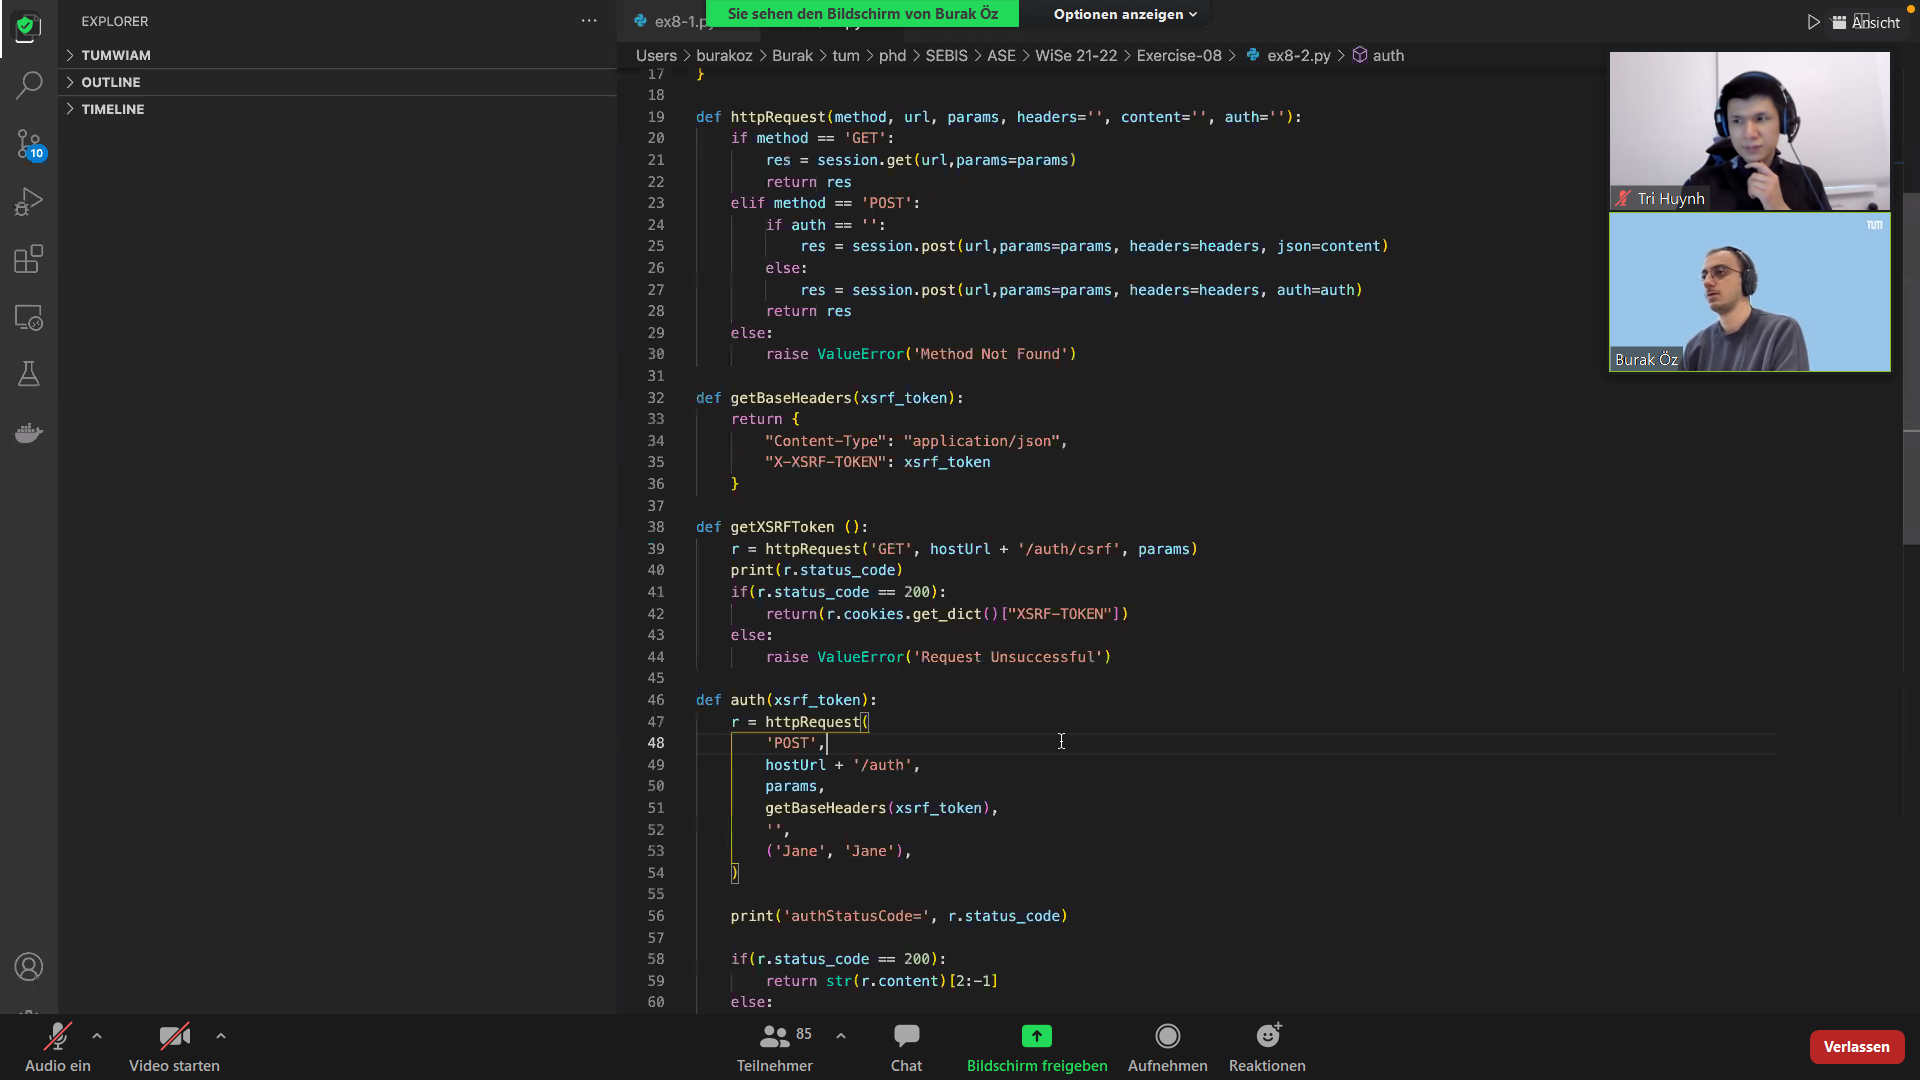 EXPLORER
TUMWIAM
OUTLINE
TIMELINE
10
Sie sehen den Bildschirm von Burak Öz
Optionen anzeigen
Ansicht
Users > burakoz > Burak > tum > phd > SEBIS > ASE > WiSe 21-22 > Exercise-08 > ex8-2.py > auth
17 }
18
19 def httpRequest(method, url, params, headers='', content='', auth=''):
20     if method == 'GET':
21         res = session.get(url,params=params)
22         return res
23     elif method == 'POST':
24         if auth == '':
25             res = session.post(url,params=params, headers=headers, json=content)
26         else:
27             res = session.post(url,params=params, headers=headers, auth=auth)
28         return res
29     else:
30         raise ValueError('Method Not Found')
31
32 def getBaseHeaders(xsrf_token):
33     return {
34         "Content-Type": "application/json",
35         "X-XSRF-TOKEN": xsrf_token
36     }
37
38 def getXSRFToken ():
39     r = httpRequest('GET', hostUrl + '/auth/csrf', params)
40     print(r.status_code)
41     if(r.status_code == 200):
42         return(r.cookies.get_dict()["XSRF-TOKEN"])
43     else:
44         raise ValueError('Request Unsuccessful')
45
46 def auth(xsrf_token):
47     r = httpRequest(
48         'POST',
49         hostUrl + '/auth',
50         params,
51         getBaseHeaders(xsrf_token),
52         '',
53         ('Jane', 'Jane'),
54     )
55
56     print('authStatusCode=', r.status_code)
57
58     if(r.status_code == 200):
59         return str(r.content)[2:-1]
60     else:
Tri Huynh
TUM
Burak Öz
Audio ein
Video starten
85
Teilnehmer
Chat
Bildschirm freigeben
Aufnehmen
Reaktionen
Verlassen